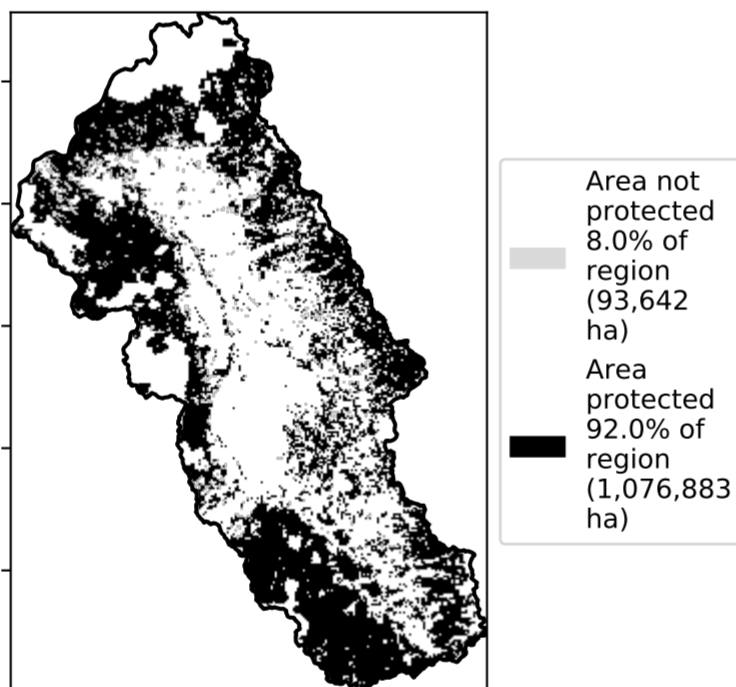 Area not
protected
8.0% of
region
(93,642
ha)
Area
protected
92.0% of
region
(1,076,883
ha)